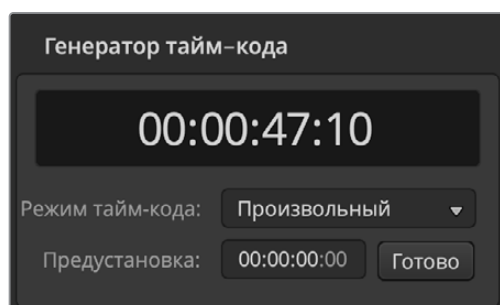 Генератор тайм-кода
00:00:47:10
Режим тайм-кода: Произвольный
Предустановка: 00:00:00:00 Готово